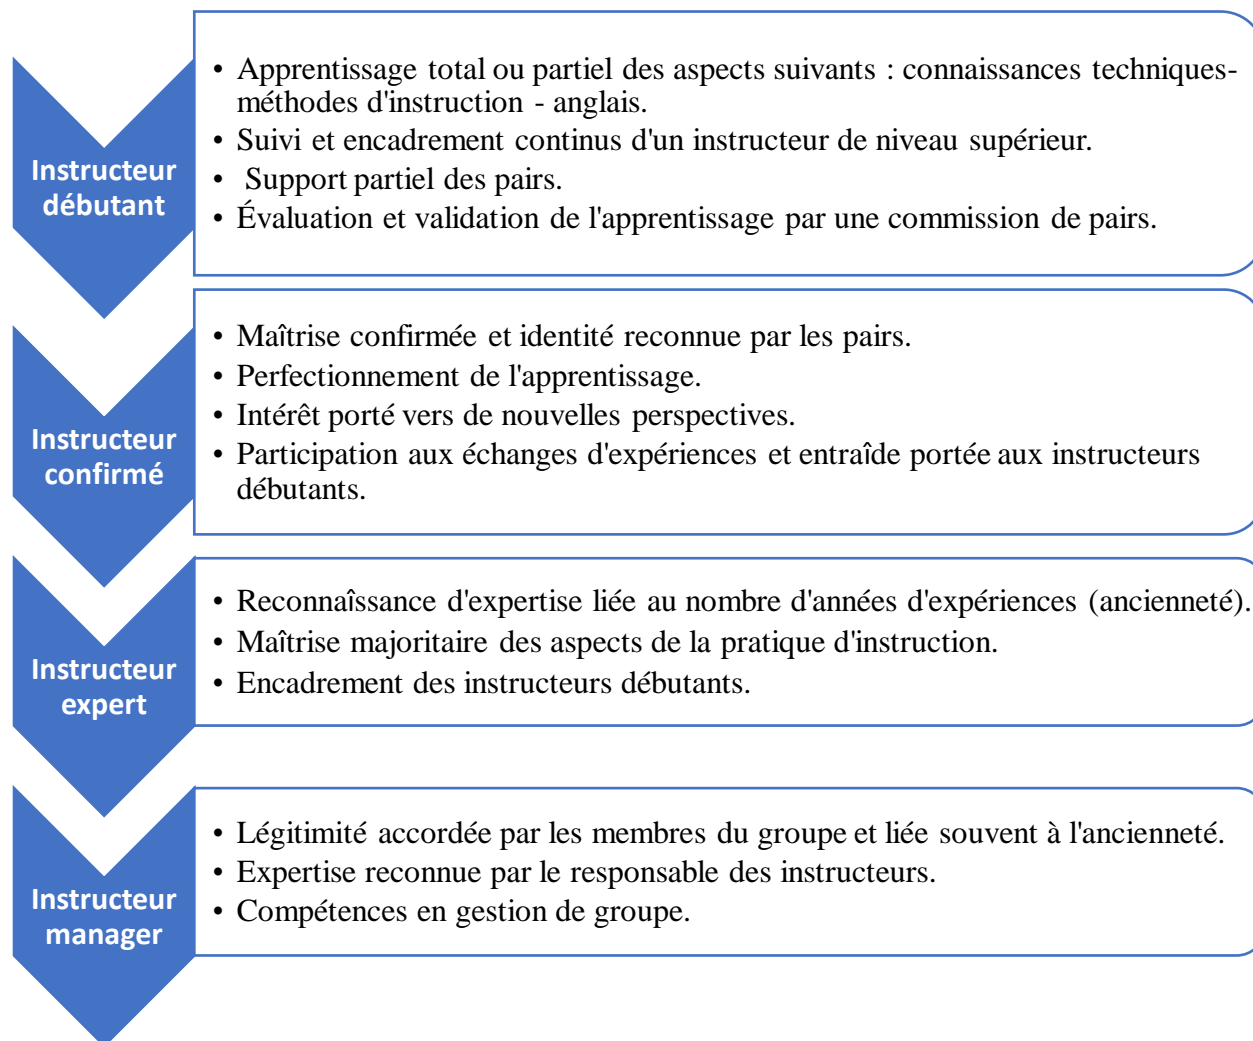 Instructeur
débutant
• Apprentissage total ou partiel des aspects suivants : connaissances techniques-
méthodes d'instruction - anglais.
• Suivi et encadrement continus d'un instructeur de niveau supérieur.
• Support partiel des pairs.
• Évaluation et validation de l'apprentissage par une commission de pairs.
Instructeur
confirmé
• Maîtrise confirmée et identité reconnue par les pairs.
• Perfectionnement de l'apprentissage.
• Intérêt porté vers de nouvelles perspectives.
• Participation aux échanges d'expériences et entraîde portée aux instructeurs
débutants.
Instructeur
expert
• Reconnaîssance d'expertise liée au nombre d'années d'expériences (ancienneté).
• Maîtrise majoritaire des aspects de la pratique d'instruction.
• Encadrement des instructeurs débutants.
Instructeur
manager
• Légitimité accordée par les membres du groupe et liée souvent à l'ancienneté.
• Expertise reconnue par le responsable des instructeurs.
• Compétences en gestion de groupe.